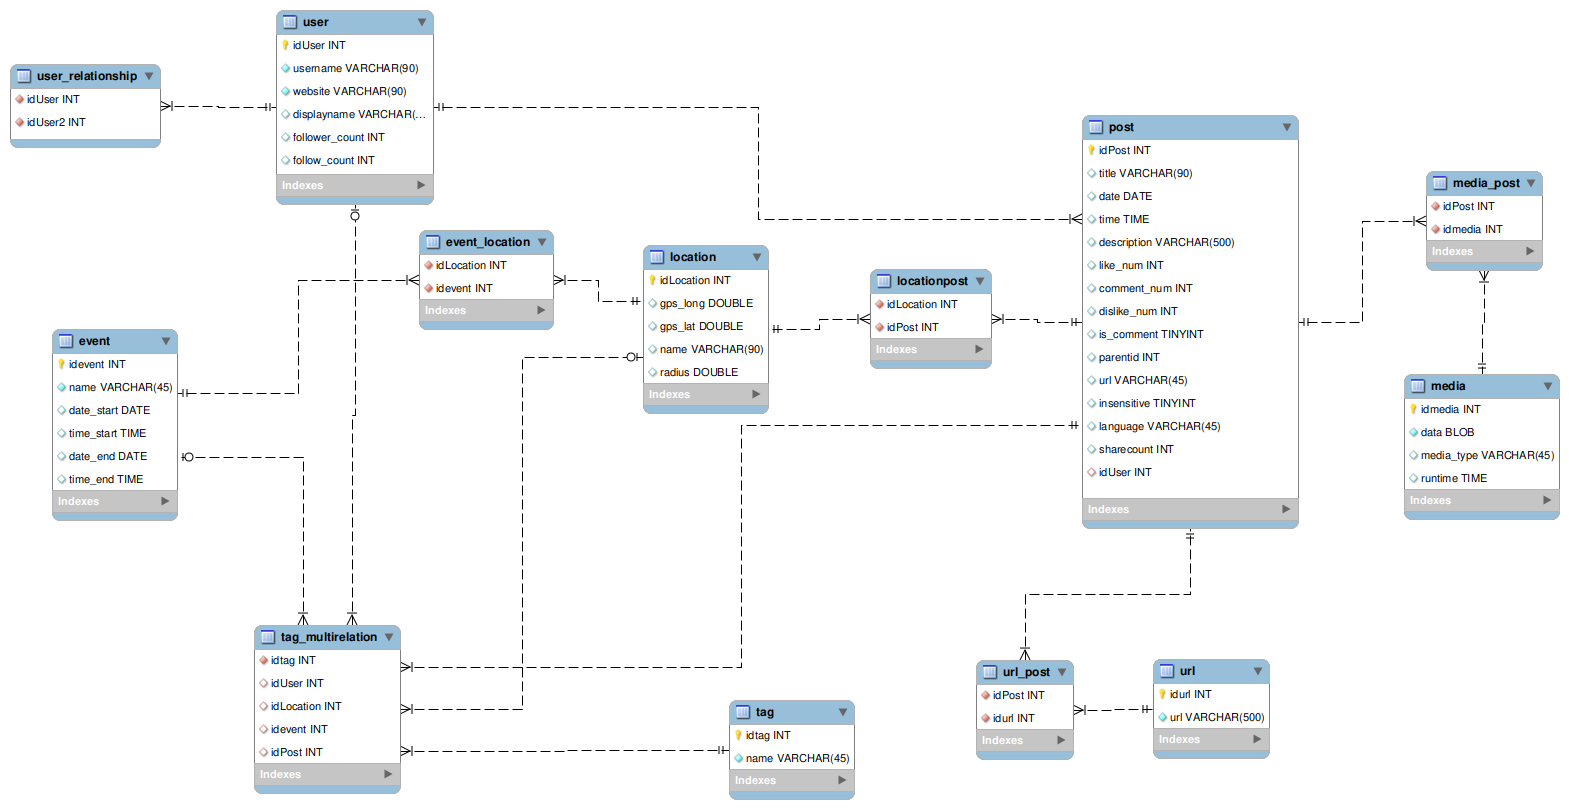 user
idUser INT
username VARCHAR(90)
website VARCHAR(90)
displayname VARCHAR(...
follower_count INT
follow_count INT
Indexes
user_relationship
idUser INT
idUser2 INT
post
idPost INT
title VARCHAR(90)
date DATE
time TIME
description VARCHAR(500)
like_num INT
comment_num INT
dislike_num INT
is_comment TINYINT
parentid INT
url VARCHAR(45)
insensitive TINYINT
language VARCHAR(45)
sharecount INT
idUser INT
Indexes
media_post
idPost INT
idmedia INT
Indexes
event_location
idLocation INT
idevent INT
Indexes
location
idLocation INT
gps_long DOUBLE
gps_lat DOUBLE
name VARCHAR(90)
radius DOUBLE
Indexes
locationpost
idLocation INT
idPost INT
Indexes
event
idevent INT
name VARCHAR(45)
date_start DATE
time_start TIME
date_end DATE
time_end TIME
Indexes
media
idmedia INT
data BLOB
media_type VARCHAR(45)
runtime TIME
Indexes
tag_multirelation
idtag INT
idUser INT
idLocation INT
idevent INT
idPost INT
Indexes
tag
idtag INT
name VARCHAR(45)
Indexes
url_post
idPost INT
idurl INT
Indexes
url
idurl INT
url VARCHAR(500)
Indexes